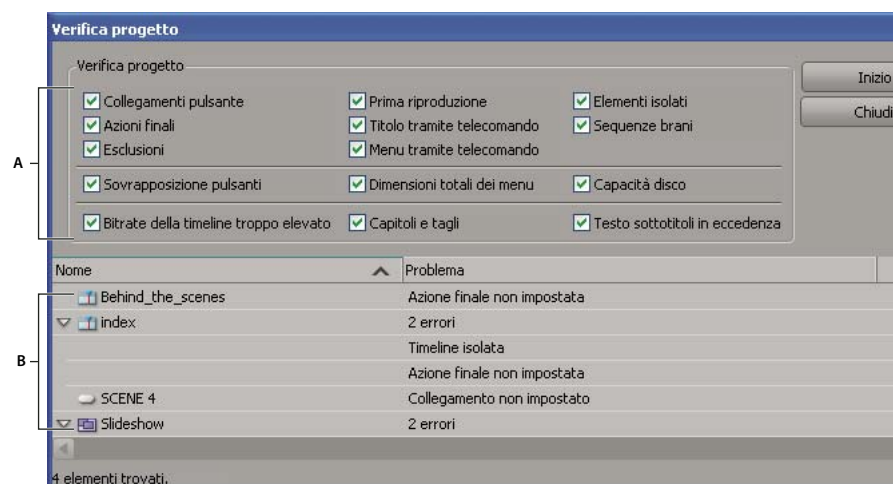 Verifica progetto
Verifica progetto
Inizio
Collegamenti pulsante Prima riproduzione Elementi isolati
Chiudi
Azioni finali Titolo tramite telecomando Sequenze brani
Esclusioni Menu tramite telecomando
A
Sovrapposizione pulsanti Dimensioni totali dei menu Capacità disco
Bitrate della timeline troppo elevato Capitoli e tagli Testo sottotitoli in eccedenza
Nome Problema
Behind_the_scenes Azione finale non impostata
index 2 errori
Timeline isolata
B
Azione finale non impostata
SCENE 4 Collegamento non impostato
Slideshow 2 errori
4 elementi trovati.